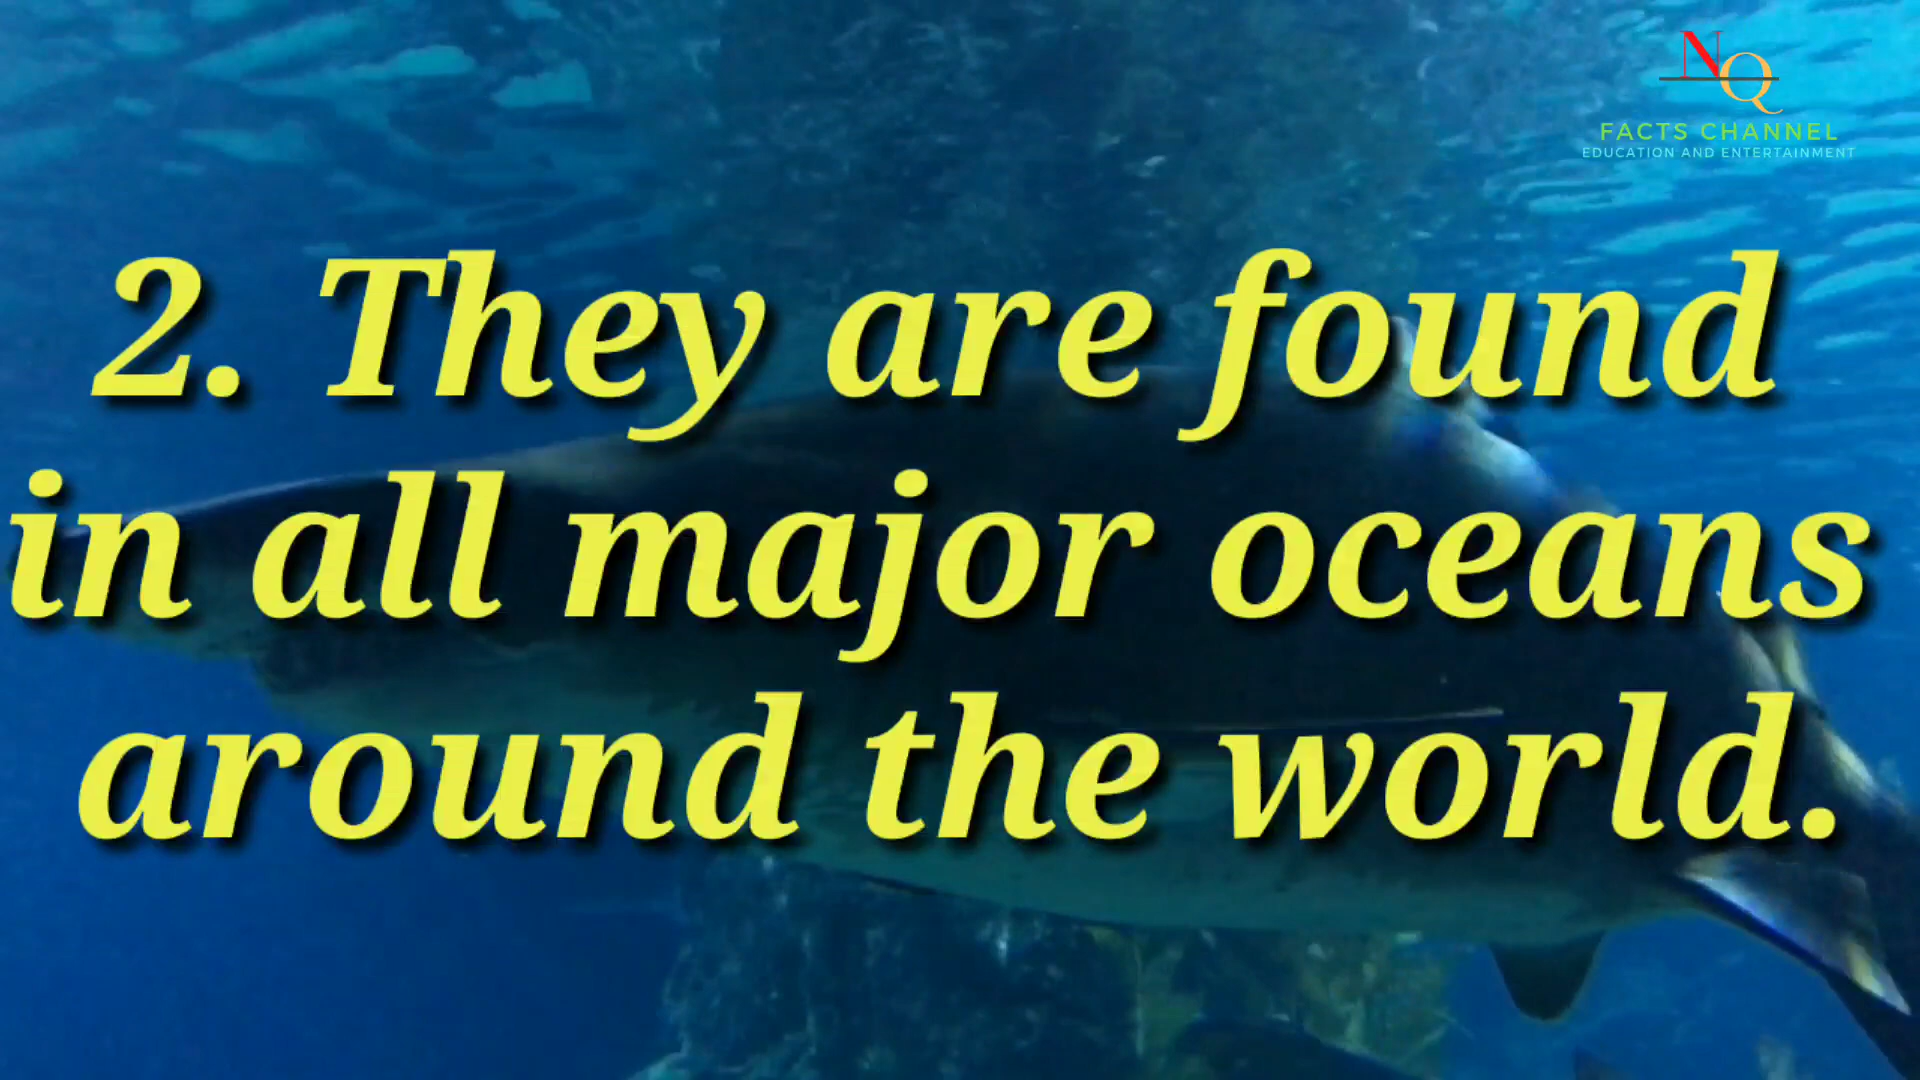 NQ
FACTS CHANNEL
EDUCATION AND ENTERTAINMENT
2. They are found
in all major oceans
around the world.